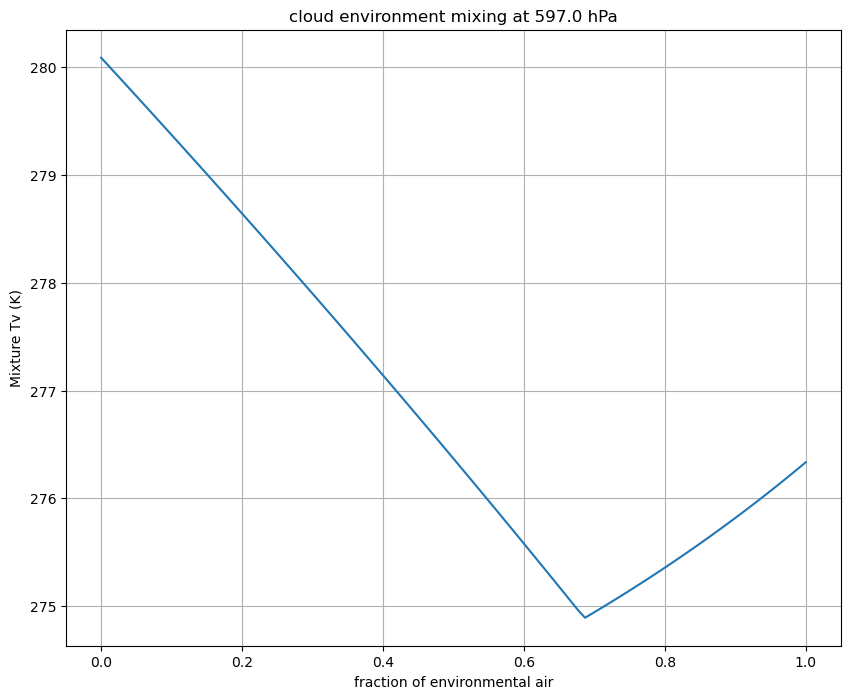 cloud environment mixing at 597.0 hPa
280
279
278
277
276
275
Mixture Tv (K)
0.0 0.2 0.4 0.6 0.8 1.0
fraction of environmental air